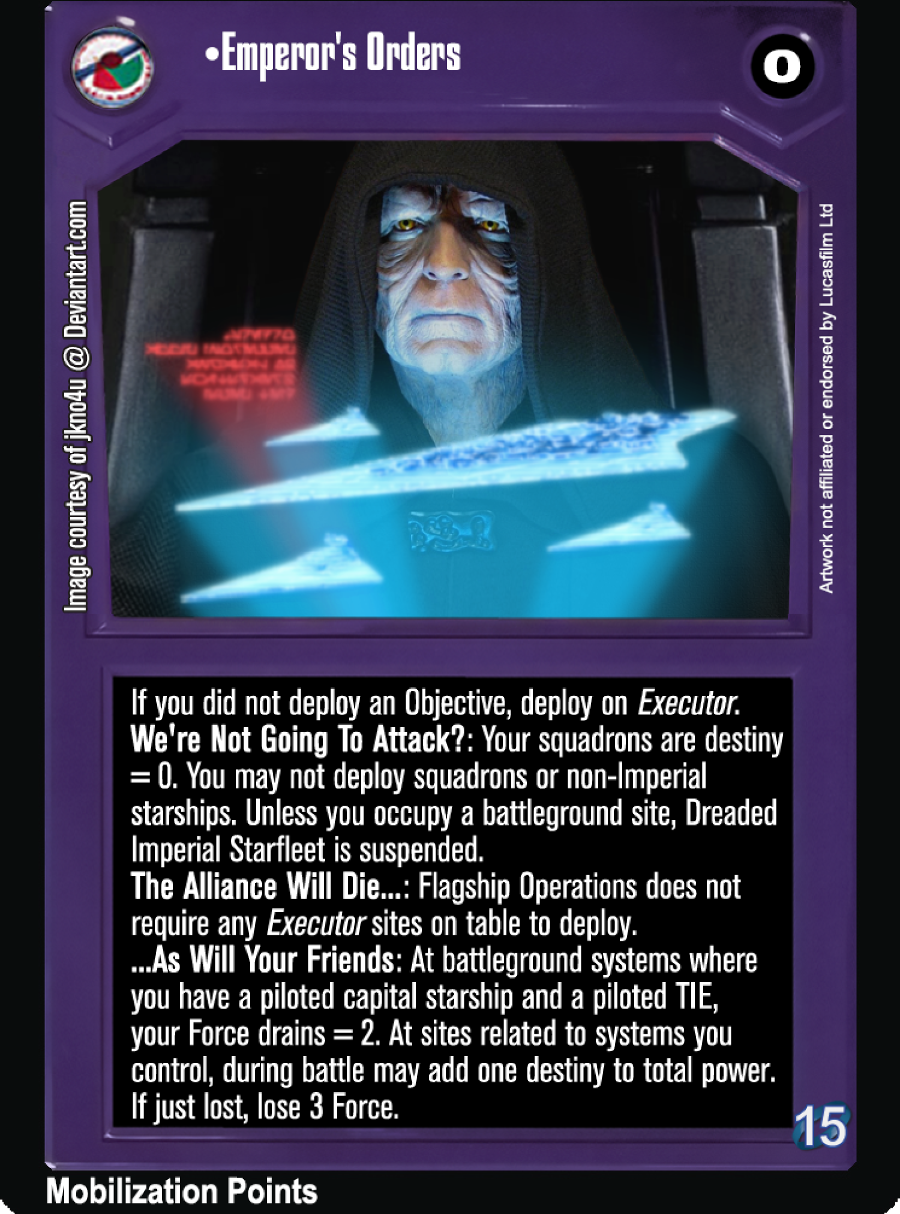 •Emperor's Orders
0
Image courtesy of jkno4u @ Deviantart.com
Artwork not affiliated or endorsed by Lucasfilm Ltd
If you did not deploy an Objective, deploy on Executor.
We're Not Going To Attack?: Your squadrons are destiny
= 0. You may not deploy squadrons or non-Imperial
starships. Unless you occupy a battleground site, Dreaded
Imperial Starfleet is suspended.
The Alliance Will Die...: Flagship Operations does not
require any Executor sites on table to deploy.
...As Will Your Friends: At battleground systems where
you have a piloted capital starship and a piloted TIE,
your Force drains = 2. At sites related to systems you
control, during battle may add one destiny to total power.
If just lost, lose 3 Force.
15
Mobilization Points